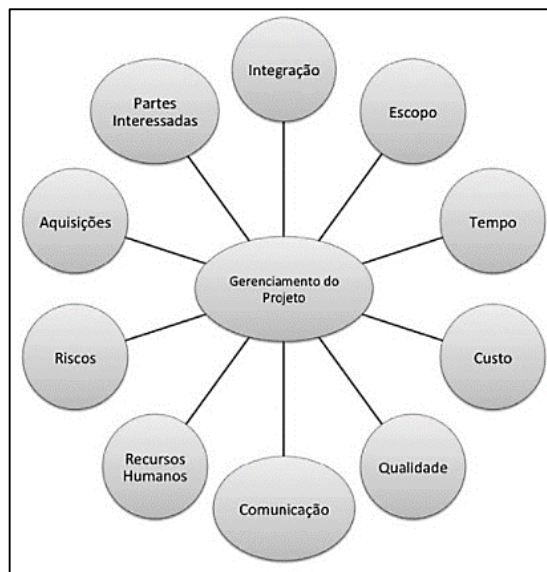 Integração
Escopo
Tempo
Custo
Qualidade
Comunicação
Recursos
Humanos
Riscos
Aquisições
Partes
Interessadas
Gerenciamento do
Projeto